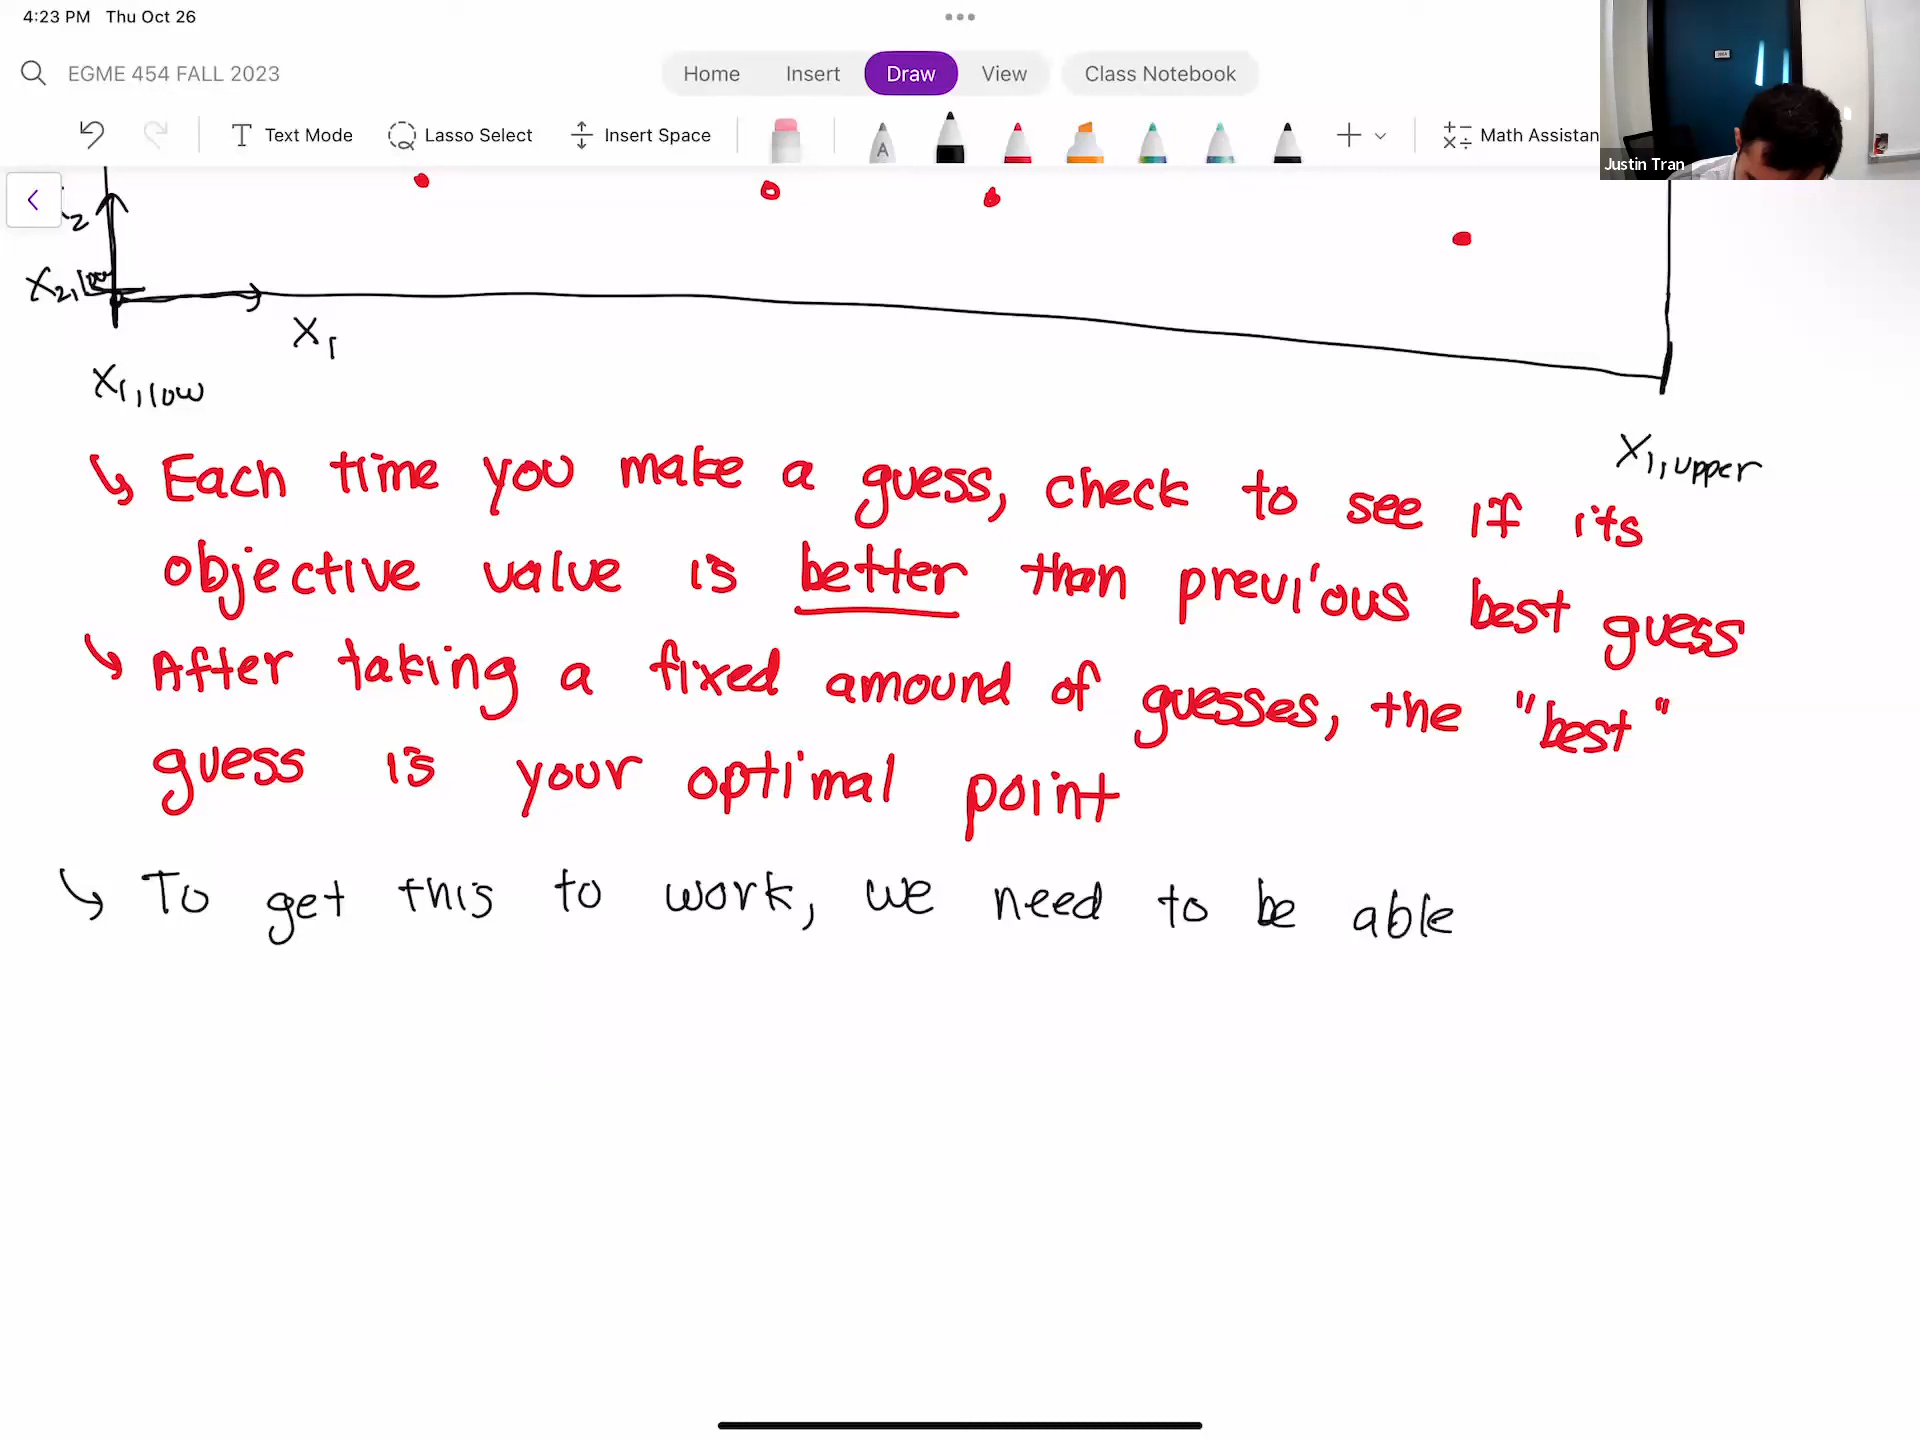 4:23 PM Thu Oct 26
EGME 454 FALL 2023
Home Insert Draw View Class Notebook
Text Mode Lasso Select Insert Space A Math Assistan
Justin Tran
2
X2,low
X1
X1,low
X1,upper
↳ Each time you make a guess, check to see if its
objective value is better than previous best guess
↳ After taking a fixed amount of guesses, the "best"
guess is your optimal point
↳ To get this to work, we need to be able